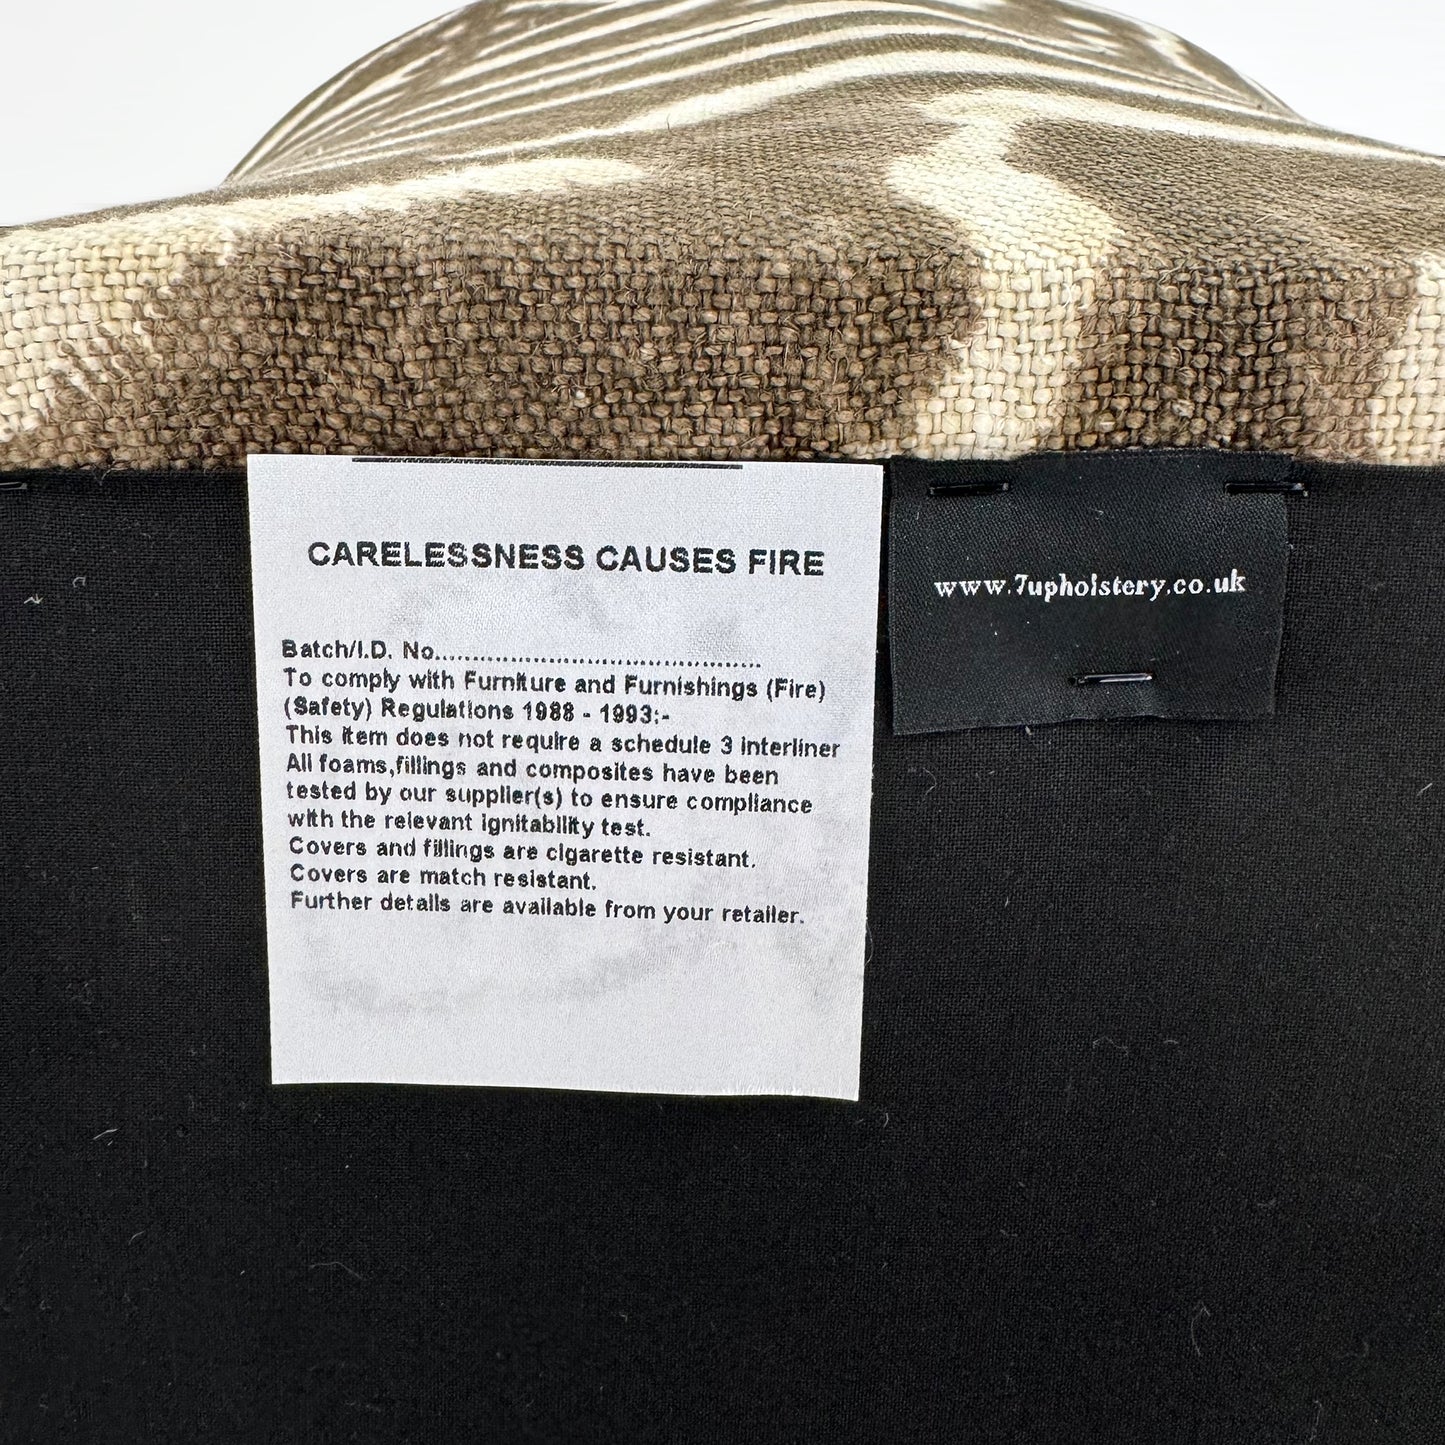 CARELESSNESS CAUSES FIRE
Batch/I.D. No................................................
To comply with Furniture and Furnishings (Fire)
(Safety) Regulations 1988 - 1993:-
This item does not require a schedule 3 interliner
All foams,fillings and composites have been
tested by our supplier(s) to ensure compliance
with the relevant ignitability test.
Covers and fillings are cigarette resistant.
Covers are match resistant.
Further details are available from your retailer.
www.7upholstery.co.uk